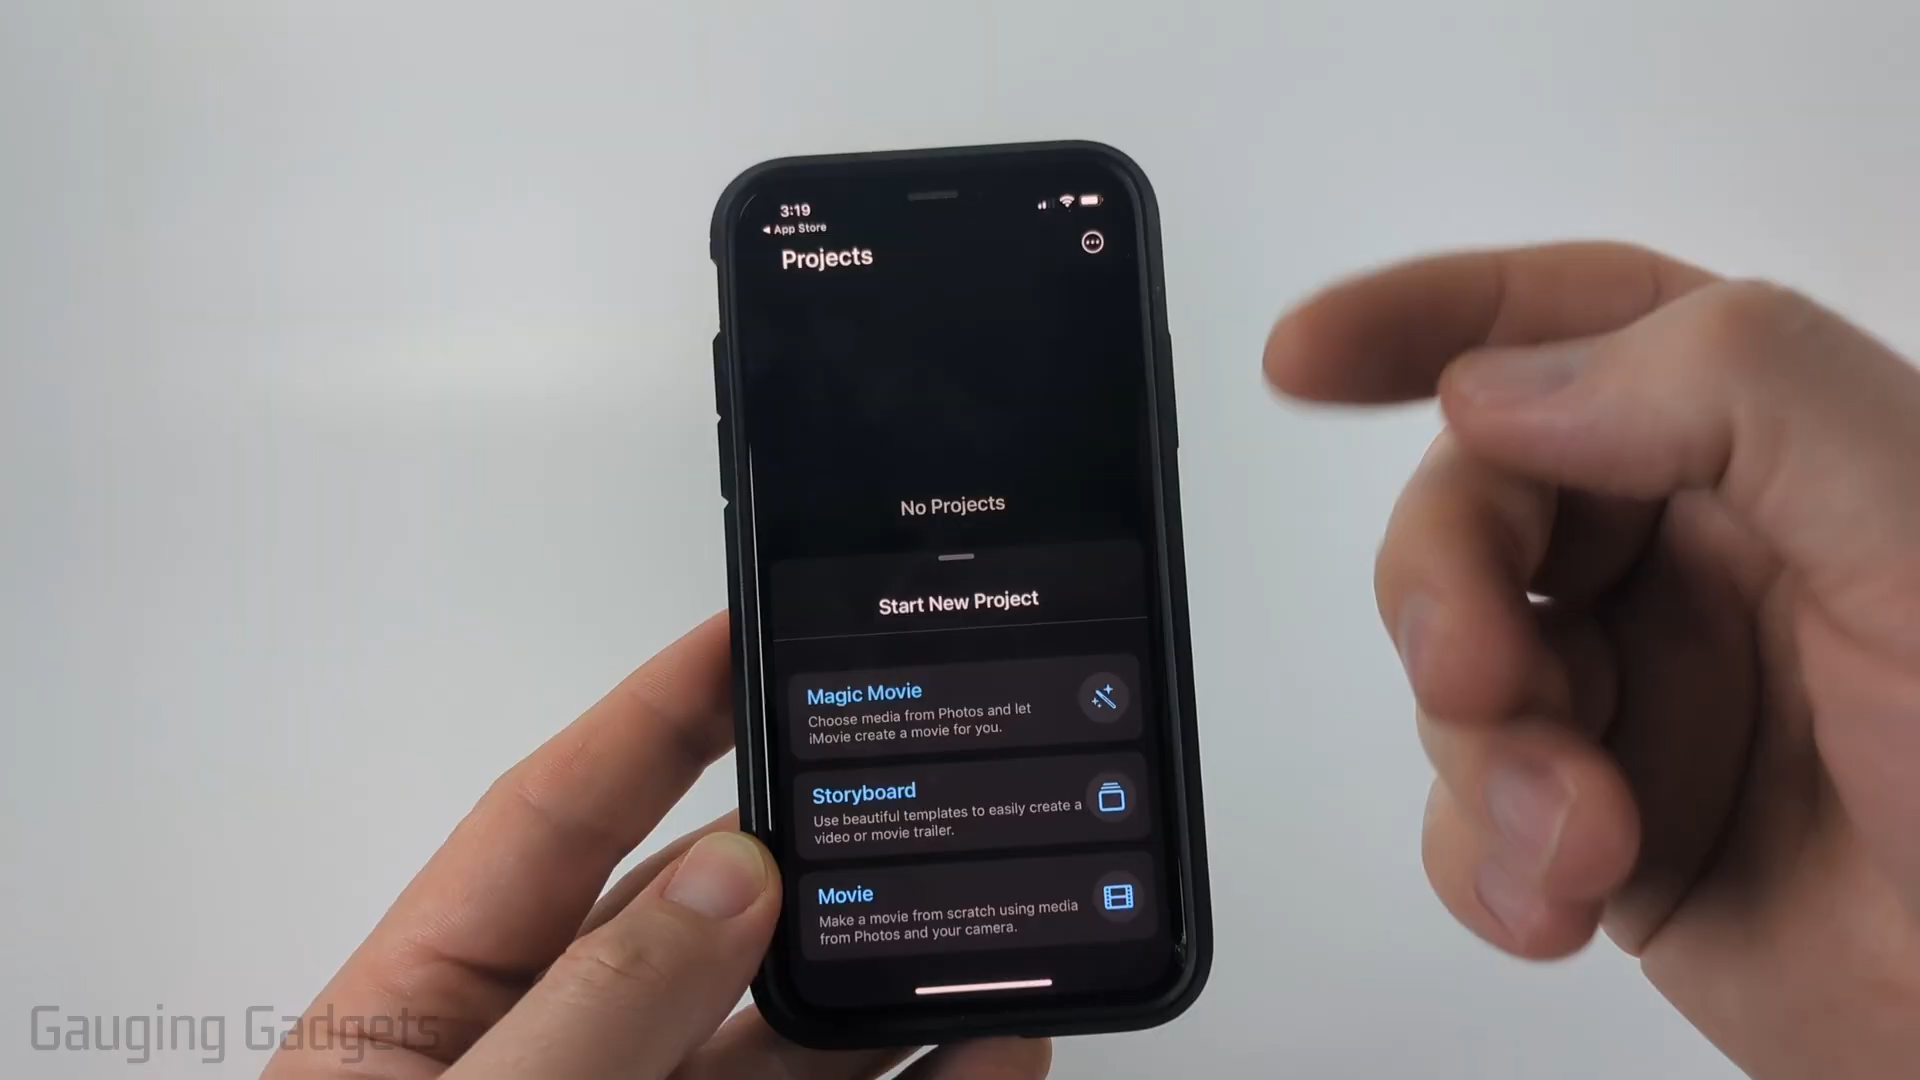 3:19
◀ App Store
Projects
No Projects
Start New Project
Magic Movie
Choose media from Photos and let
iMovie create a movie for you.
Storyboard
Use beautiful templates to easily create a
video or movie trailer.
Movie
Make a movie from scratch using media
from Photos and your camera.
Gauging Gadgets